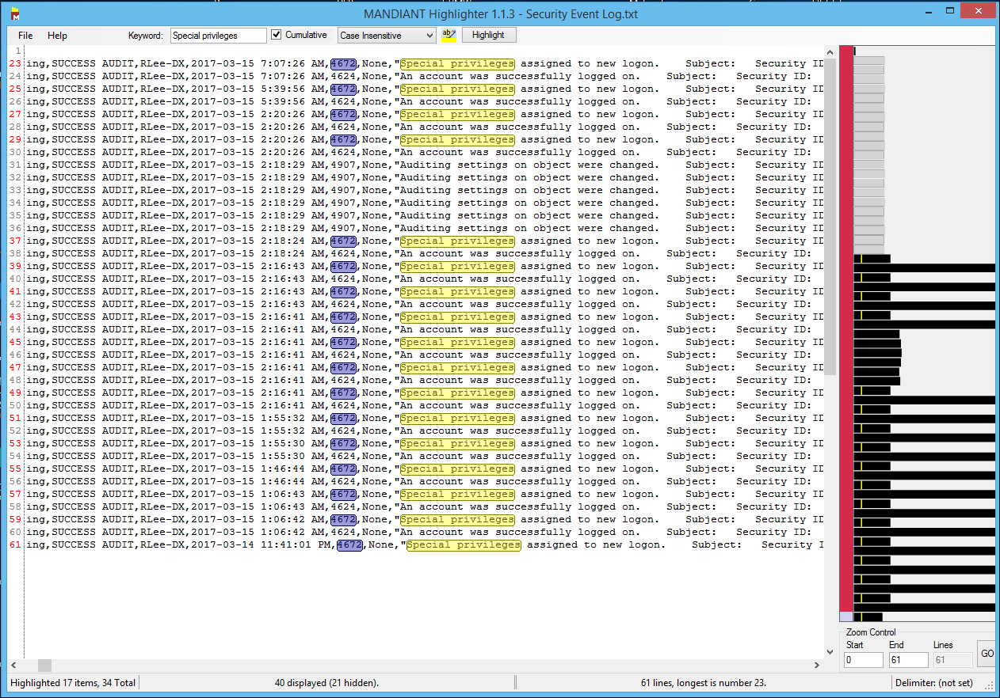 MANDIANT Highlighter 1.1.3 - Security Event Log.txt
File Help Keyword: Special privileges Cumulative Case Insensitive ab Highlight
1
23 ing,SUCCESS AUDIT,RLee-DX,2017-03-15 7:07:26 AM,4672,None,"Special privileges assigned to new logon. Subject: Security ID
24 ing,SUCCESS AUDIT,RLee-DX,2017-03-15 7:07:26 AM,4624,None,"An account was successfully logged on. Subject: Security ID:
25 ing,SUCCESS AUDIT,RLee-DX,2017-03-15 5:39:56 AM,4672,None,"Special privileges assigned to new logon. Subject: Security ID
26 ing,SUCCESS AUDIT,RLee-DX,2017-03-15 5:39:56 AM,4624,None,"An account was successfully logged on. Subject: Security ID:
27 ing,SUCCESS AUDIT,RLee-DX,2017-03-15 2:20:26 AM,4672,None,"Special privileges assigned to new logon. Subject: Security ID
28 ing,SUCCESS AUDIT,RLee-DX,2017-03-15 2:20:26 AM,4624,None,"An account was successfully logged on. Subject: Security ID:
29 ing,SUCCESS AUDIT,RLee-DX,2017-03-15 2:20:26 AM,4672,None,"Special privileges assigned to new logon. Subject: Security ID
30 ing,SUCCESS AUDIT,RLee-DX,2017-03-15 2:20:26 AM,4624,None,"An account was successfully logged on. Subject: Security ID:
31 ing,SUCCESS AUDIT,RLee-DX,2017-03-15 2:18:29 AM,4907,None,"Auditing settings on object were changed. Subject: Security ID
32 ing,SUCCESS AUDIT,RLee-DX,2017-03-15 2:18:29 AM,4907,None,"Auditing settings on object were changed. Subject: Security ID
33 ing,SUCCESS AUDIT,RLee-DX,2017-03-15 2:18:29 AM,4907,None,"Auditing settings on object were changed. Subject: Security ID
34 ing,SUCCESS AUDIT,RLee-DX,2017-03-15 2:18:29 AM,4907,None,"Auditing settings on object were changed. Subject: Security ID
35 ing,SUCCESS AUDIT,RLee-DX,2017-03-15 2:18:29 AM,4907,None,"Auditing settings on object were changed. Subject: Security ID
36 ing,SUCCESS AUDIT,RLee-DX,2017-03-15 2:18:29 AM,4907,None,"Auditing settings on object were changed. Subject: Security ID
37 ing,SUCCESS AUDIT,RLee-DX,2017-03-15 2:18:24 AM,4672,None,"Special privileges assigned to new logon. Subject: Security ID
38 ing,SUCCESS AUDIT,RLee-DX,2017-03-15 2:18:24 AM,4624,None,"An account was successfully logged on. Subject: Security ID:
39 ing,SUCCESS AUDIT,RLee-DX,2017-03-15 2:16:43 AM,4672,None,"Special privileges assigned to new logon. Subject: Security ID
40 ing,SUCCESS AUDIT,RLee-DX,2017-03-15 2:16:43 AM,4624,None,"An account was successfully logged on. Subject: Security ID:
41 ing,SUCCESS AUDIT,RLee-DX,2017-03-15 2:16:43 AM,4672,None,"Special privileges assigned to new logon. Subject: Security ID
42 ing,SUCCESS AUDIT,RLee-DX,2017-03-15 2:16:43 AM,4624,None,"An account was successfully logged on. Subject: Security ID:
43 ing,SUCCESS AUDIT,RLee-DX,2017-03-15 2:16:41 AM,4672,None,"Special privileges assigned to new logon. Subject: Security ID
44 ing,SUCCESS AUDIT,RLee-DX,2017-03-15 2:16:41 AM,4624,None,"An account was successfully logged on. Subject: Security ID:
45 ing,SUCCESS AUDIT,RLee-DX,2017-03-15 2:16:41 AM,4672,None,"Special privileges assigned to new logon. Subject: Security ID
46 ing,SUCCESS AUDIT,RLee-DX,2017-03-15 2:16:41 AM,4624,None,"An account was successfully logged on. Subject: Security ID:
47 ing,SUCCESS AUDIT,RLee-DX,2017-03-15 2:16:41 AM,4672,None,"Special privileges assigned to new logon. Subject: Security ID
48 ing,SUCCESS AUDIT,RLee-DX,2017-03-15 2:16:41 AM,4624,None,"An account was successfully logged on. Subject: Security ID:
49 ing,SUCCESS AUDIT,RLee-DX,2017-03-15 2:16:41 AM,4672,None,"Special privileges assigned to new logon. Subject: Security ID
50 ing,SUCCESS AUDIT,RLee-DX,2017-03-15 2:16:41 AM,4624,None,"An account was successfully logged on. Subject: Security ID:
51 ing,SUCCESS AUDIT,RLee-DX,2017-03-15 1:55:32 AM,4672,None,"Special privileges assigned to new logon. Subject: Security ID
52 ing,SUCCESS AUDIT,RLee-DX,2017-03-15 1:55:32 AM,4624,None,"An account was successfully logged on. Subject: Security ID:
53 ing,SUCCESS AUDIT,RLee-DX,2017-03-15 1:55:30 AM,4672,None,"Special privileges assigned to new logon. Subject: Security ID
54 ing,SUCCESS AUDIT,RLee-DX,2017-03-15 1:55:30 AM,4624,None,"An account was successfully logged on. Subject: Security ID:
55 ing,SUCCESS AUDIT,RLee-DX,2017-03-15 1:46:44 AM,4672,None,"Special privileges assigned to new logon. Subject: Security ID
56 ing,SUCCESS AUDIT,RLee-DX,2017-03-15 1:46:44 AM,4624,None,"An account was successfully logged on. Subject: Security ID:
57 ing,SUCCESS AUDIT,RLee-DX,2017-03-15 1:06:43 AM,4672,None,"Special privileges assigned to new logon. Subject: Security ID
58 ing,SUCCESS AUDIT,RLee-DX,2017-03-15 1:06:43 AM,4624,None,"An account was successfully logged on. Subject: Security ID:
59 ing,SUCCESS AUDIT,RLee-DX,2017-03-15 1:06:42 AM,4672,None,"Special privileges assigned to new logon. Subject: Security ID
60 ing,SUCCESS AUDIT,RLee-DX,2017-03-15 1:06:42 AM,4624,None,"An account was successfully logged on. Subject: Security ID:
61 ing,SUCCESS AUDIT,RLee-DX,2017-03-14 11:41:01 PM,4672,None,"Special privileges assigned to new logon. Subject: Security I
Zoom Control
Start End Lines
0 61 61 GO
Highlighted 17 items, 34 Total 40 displayed (21 hidden). 61 lines, longest is number 23. Delimiter: (not set)